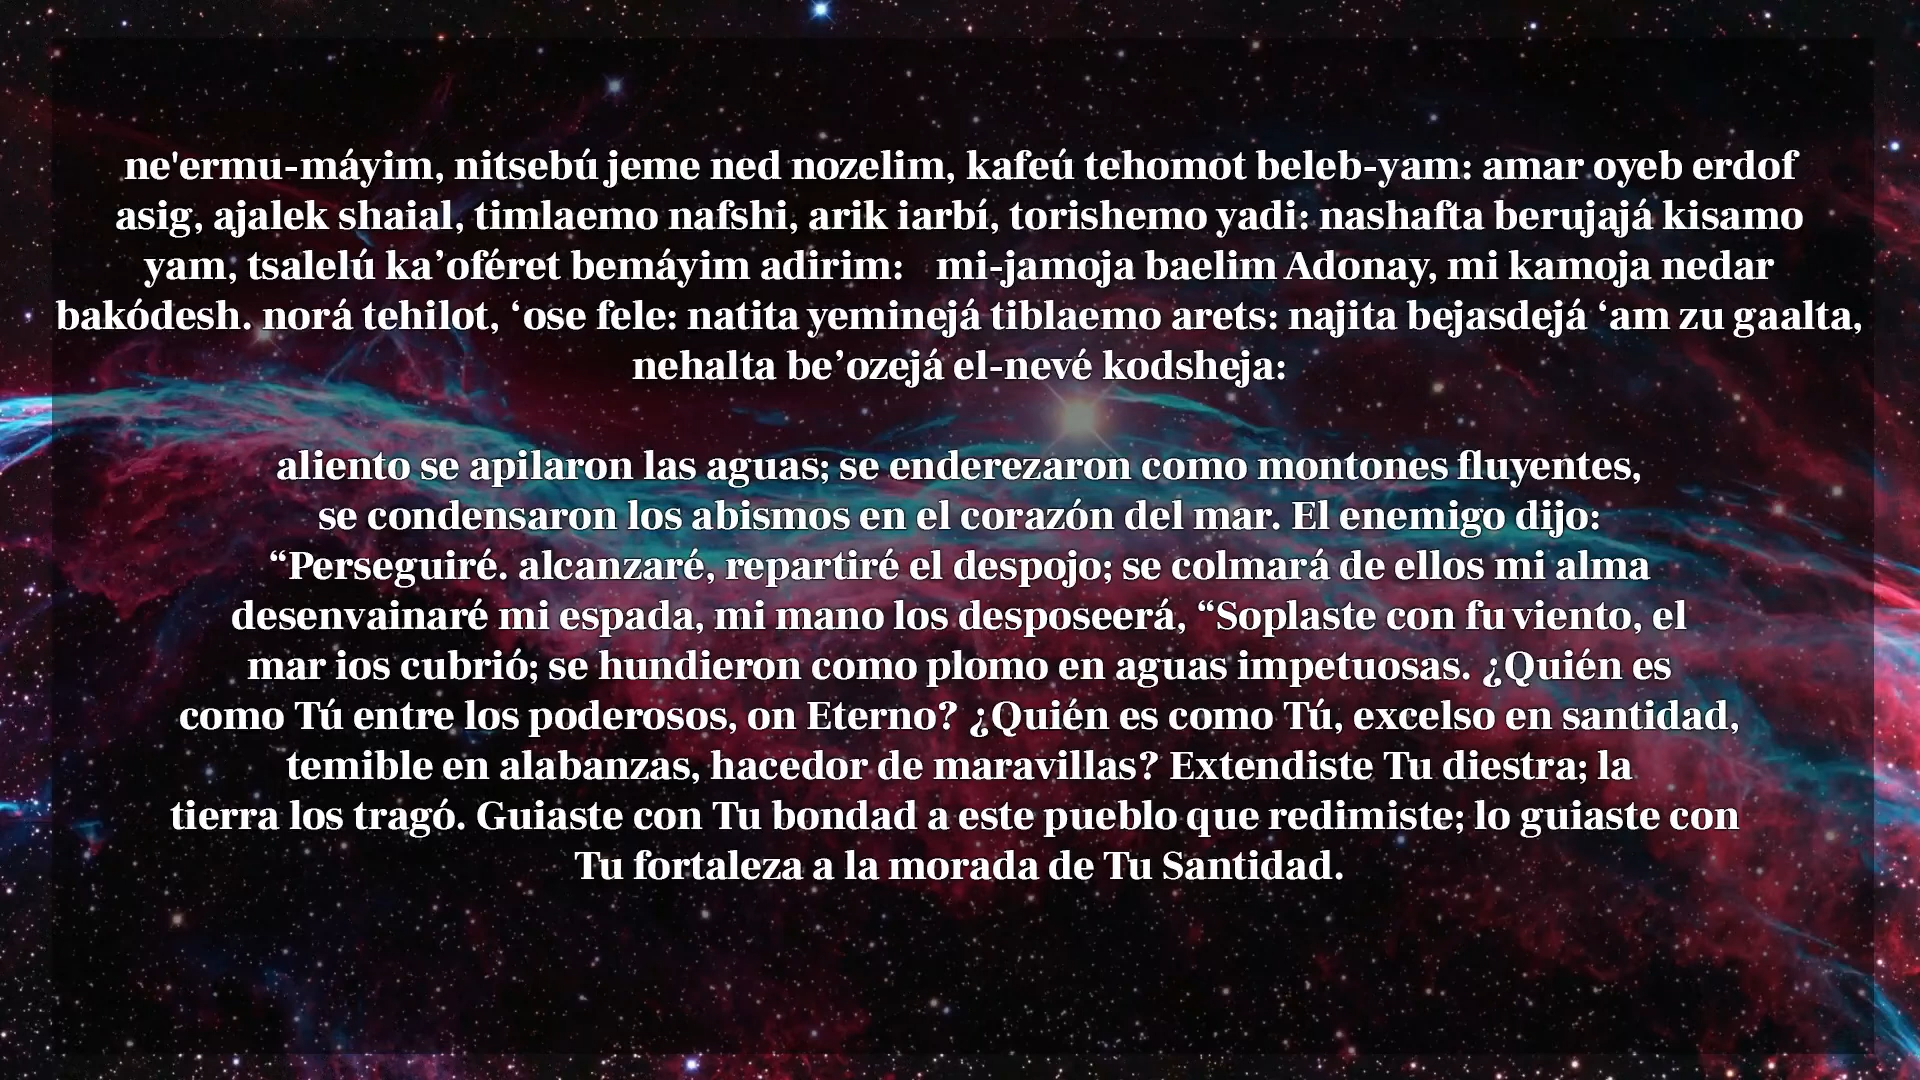 ne'ermu-máyim, nitsebú jeme ned nozelim, kafeú tehomot beleb-yam: amar oyeb erdof
asig, ajalek shaial, timlaemo nafshi, arik iarbí, torishemo yadi: nashafta berujajá kisamo
yam, tsalelú ka’oféret bemáyim adirim: mi-jamoja baelim Adonay, mi kamoja nedar
bakódesh. norá tehilot, ‘ose fele: natita yeminejá tiblaemo arets: najita bejasdejá ‘am zu gaalta,
nehalta be’ozejá el-nevé kodsheja:
aliento se apilaron las aguas; se enderezaron como montones fluyentes,
se condensaron los abismos en el corazón del mar. El enemigo dijo:
“Perseguiré. alcanzaré, repartiré el despojo; se colmará de ellos mi alma
desenvainaré mi espada, mi mano los desposeerá, “Soplaste con fu viento, el
mar ios cubrió; se hundieron como plomo en aguas impetuosas. ¿Quién es
como Tú entre los poderosos, on Eterno? ¿Quién es como Tú, excelso en santidad,
temible en alabanzas, hacedor de maravillas? Extendiste Tu diestra; la
tierra los tragó. Guiaste con Tu bondad a este pueblo que redimiste; lo guiaste con
Tu fortaleza a la morada de Tu Santidad.